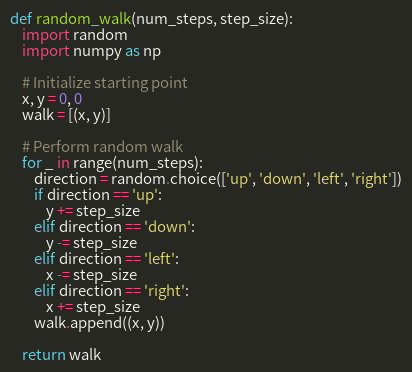 def random_walk(num_steps, step_size):
    import random
    import numpy as np

    # Initialize starting point
    x, y = 0, 0
    walk = [(x, y)]

    # Perform random walk
    for _ in range(num_steps):
        direction = random.choice(['up', 'down', 'left', 'right'])
        if direction == 'up':
            y += step_size
        elif direction == 'down':
            y -= step_size
        elif direction == 'left':
            x -= step_size
        elif direction == 'right':
            x += step_size
        walk.append((x, y))

    return walk